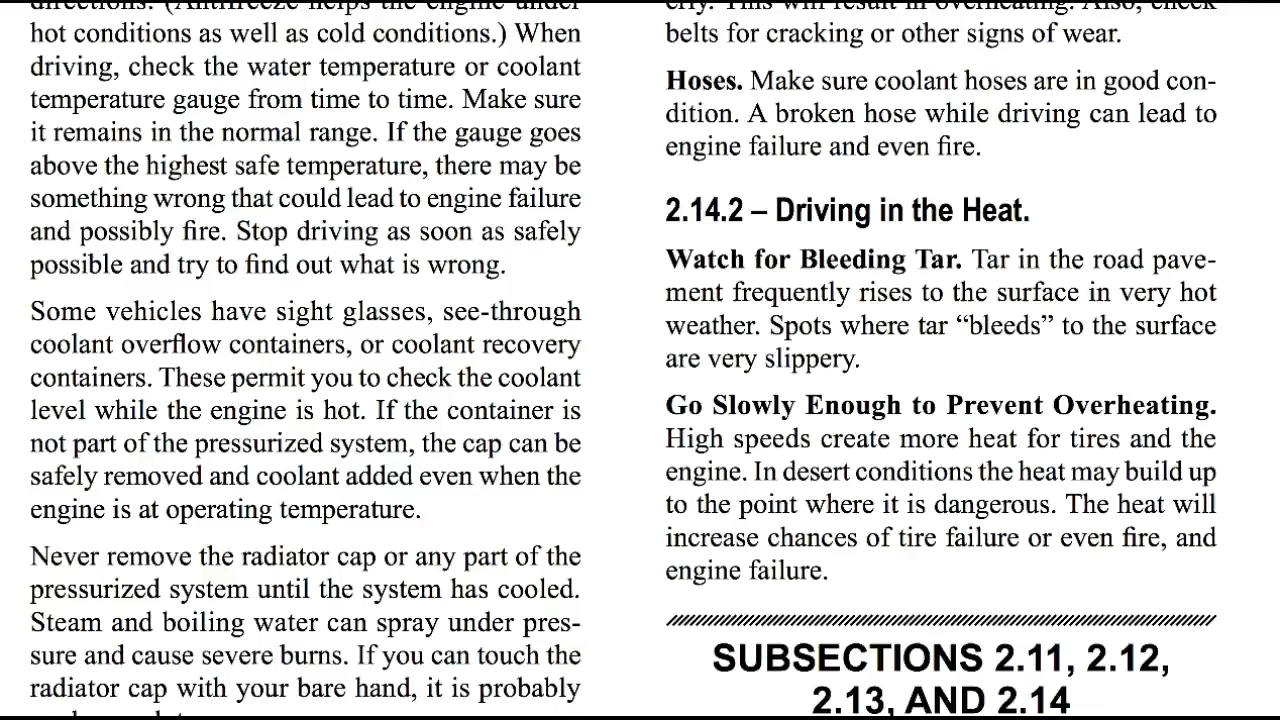 directions. (Antifreeze helps the engine under
hot conditions as well as cold conditions.) When
driving, check the water temperature or coolant
temperature gauge from time to time. Make sure
it remains in the normal range. If the gauge goes
above the highest safe temperature, there may be
something wrong that could lead to engine failure
and possibly fire. Stop driving as soon as safely
possible and try to find out what is wrong.
Some vehicles have sight glasses, see-through
coolant overflow containers, or coolant recovery
containers. These permit you to check the coolant
level while the engine is hot. If the container is
not part of the pressurized system, the cap can be
safely removed and coolant added even when the
engine is at operating temperature.
Never remove the radiator cap or any part of the
pressurized system until the system has cooled.
Steam and boiling water can spray under pres-
sure and cause severe burns. If you can touch the
radiator cap with your bare hand, it is probably
erly. This will result in overheating. Also, check
belts for cracking or other signs of wear.
Hoses. Make sure coolant hoses are in good con-
dition. A broken hose while driving can lead to
engine failure and even fire.
2.14.2 – Driving in the Heat.
Watch for Bleeding Tar. Tar in the road pave-
ment frequently rises to the surface in very hot
weather. Spots where tar “bleeds” to the surface
are very slippery.
Go Slowly Enough to Prevent Overheating.
High speeds create more heat for tires and the
engine. In desert conditions the heat may build up
to the point where it is dangerous. The heat will
increase chances of tire failure or even fire, and
engine failure.
SUBSECTIONS 2.11, 2.12,
2.13, AND 2.14